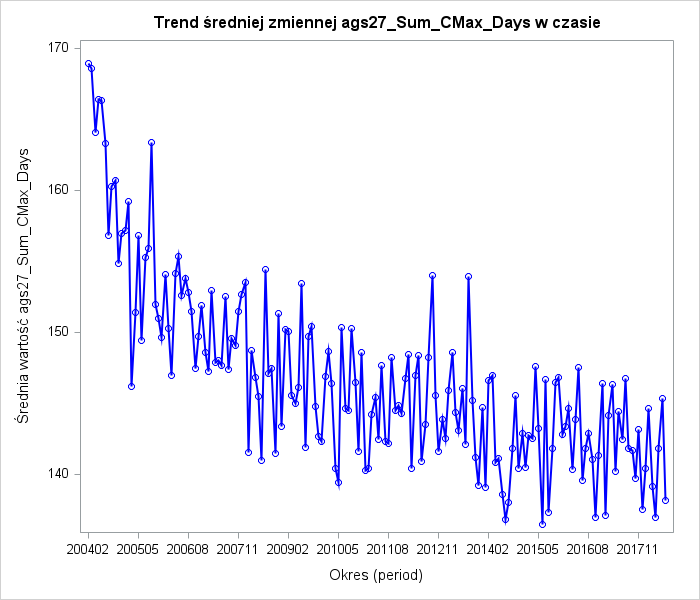 Trend średniej zmiennej ags27_Sum_CMax_Days w czasie
Średnia wartość ags27_Sum_CMax_Days
170
160
150
140
200402 200505 200608 200711 200902 201005 201108 201211 201402 201505 201608 201711
Okres (period)